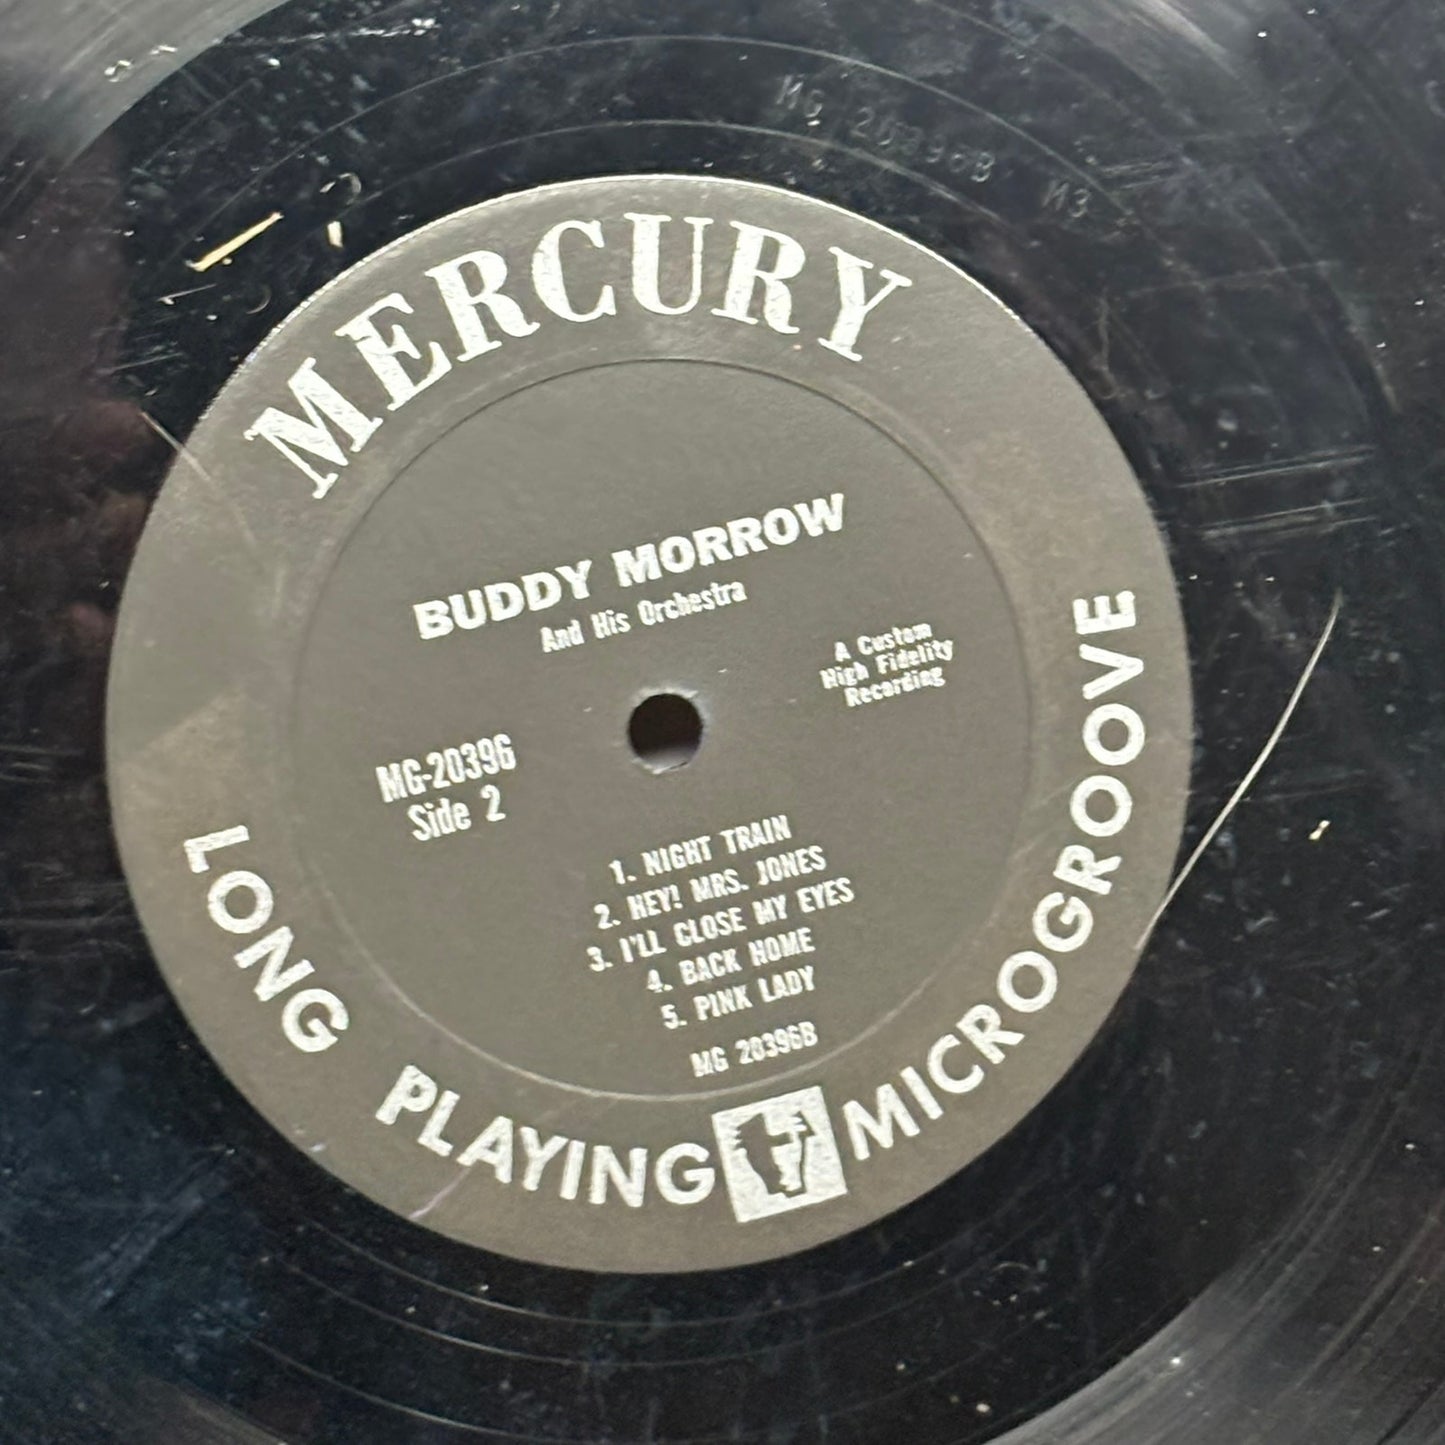 MG 20396B M3
MERCURY
BUDDY MORROW
And His Orchestra
A Custom
High Fidelity
Recording
MG-20396
Side 2
1. NIGHT TRAIN
2. HEY! MRS. JONES
3. I'LL CLOSE MY EYES
4. BACK HOME
5. PINK LADY
MG 20396B
LONG PLAYING MICROGROOVE